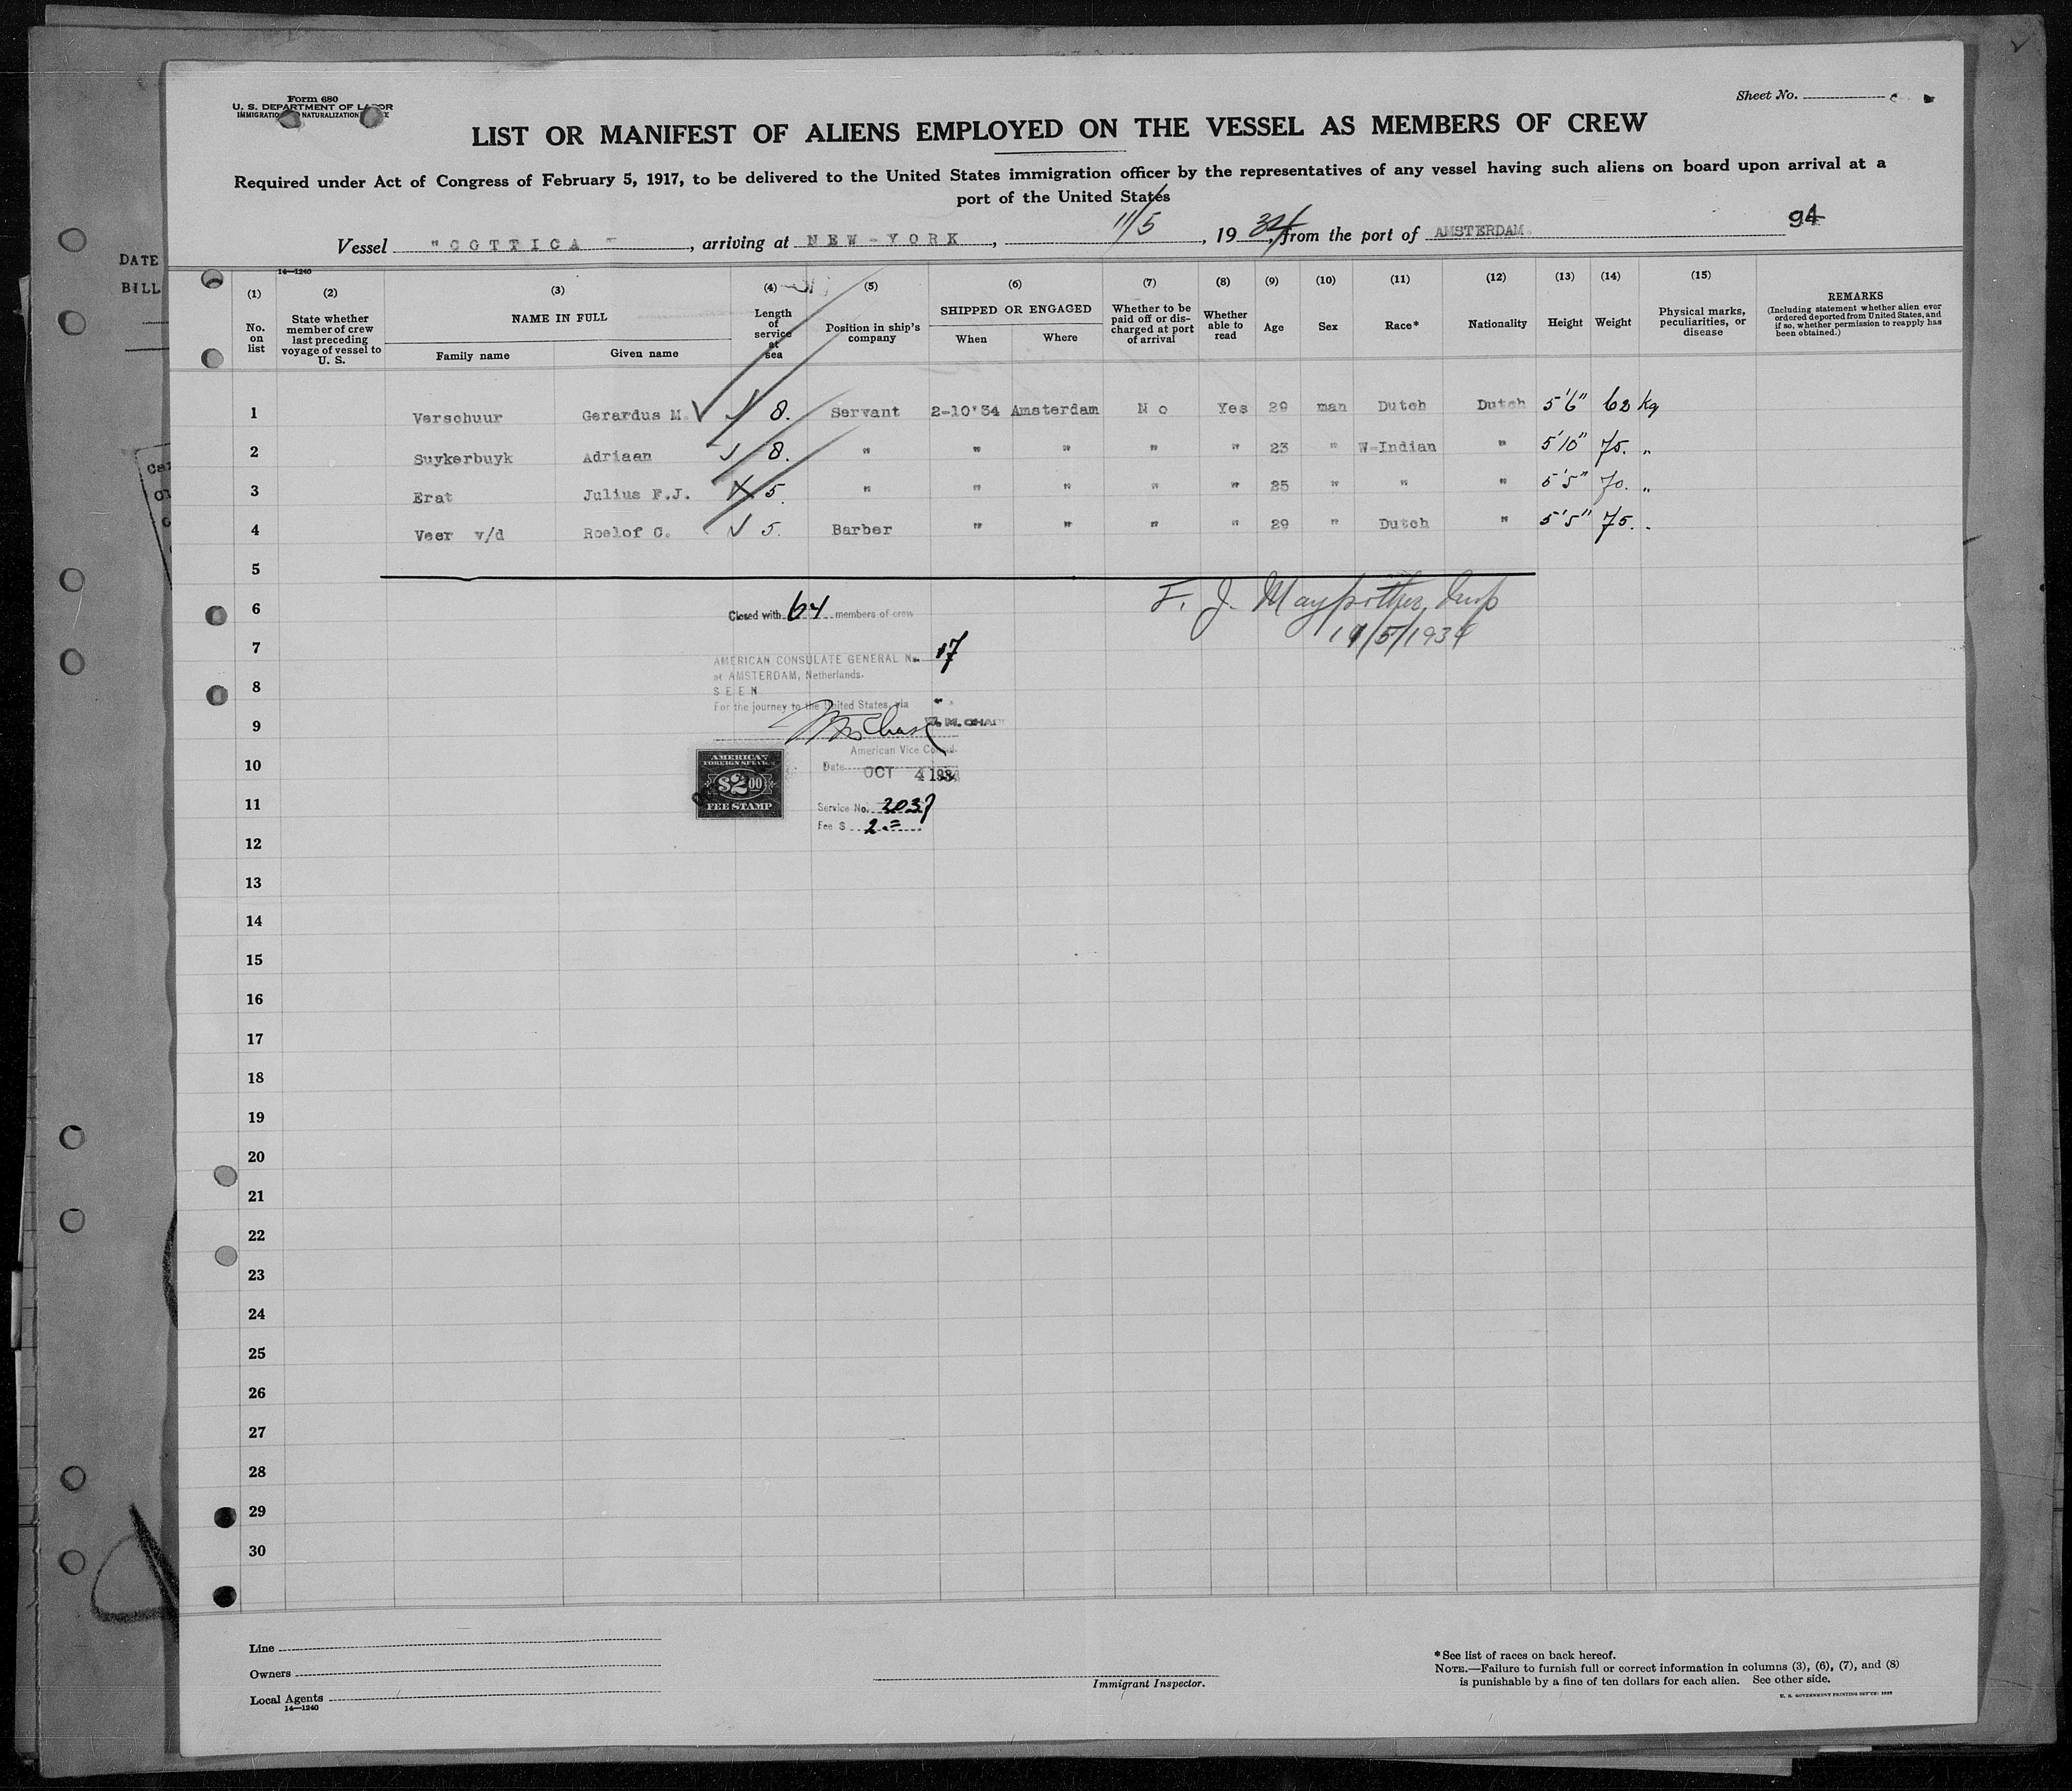 Form 680
U. S. DEPARTMENT OF LABOR
IMMIGRATION NATURALIZATION
Sheet No.
LIST OR MANIFEST OF ALIENS EMPLOYED ON THE VESSEL AS MEMBERS OF CREW
Required under Act of Congress of February 5, 1917, to be delivered to the United States immigration officer by the representatives of any vessel having such aliens on board upon arrival at a
port of the United States
94
Vessel "COTTICA", arriving at NEW-YORK, 11/5, 1934, from the port of AMSTERDAM.
DATE
BILL
14—1240
(1) (2) (3) (4) (5) (6) (7) (8) (9) (10) (11) (12) (13) (14) (15)
No. on list
State whether member of crew last preceding voyage of vessel to U. S.
NAME IN FULL
Family name Given name
Length of service at sea
Position in ship's company
SHIPPED OR ENGAGED
When Where
Whether to be paid off or discharged at port of arrival
Whether able to read
Age
Sex
Race*
Nationality
Height
Weight
Physical marks, peculiarities, or disease
REMARKS
(Including statement whether alien ever ordered deported from United States, and if so, whether permission to reapply has been obtained.)
1 Verschuur Gerardus M. 8. Servant 2-10'34 Amsterdam No Yes 29 man Dutch Dutch 5'6" 62 kg
2 Suykerbuyk Adriaan 8. " " " " " 23 " W-Indian " 5'10" 75. "
3 Erat Julius F.J. 5. " " " " " 25 " " " 5'5" 70. "
4 Veer v/d Roelof C. 5. Barber " " " " 29 " Dutch " 5'5" 75. "
5
6
Closed with 64 members of crew
F. J. Maypother, Insp
11/5/1934
7
AMERICAN CONSULATE GENERAL No. 17
at AMSTERDAM, Netherlands.
8
SEEN
For the journey to the United States, via
9
W. M. CHA
American Vice Consul.
10
Date OCT 4 1934
AMERICAN
FOREIGN SERVICE
$2.00
FEE STAMP
11
Service No. 2037
Fee $ 2.=
12
13
14
15
16
17
18
19
20
21
22
23
24
25
26
27
28
29
30
Line
Owners
Local Agents
14—1240
Immigrant Inspector.
*See list of races on back hereof.
NOTE.—Failure to furnish full or correct information in columns (3), (6), (7), and (8)
is punishable by a fine of ten dollars for each alien. See other side.
U. S. GOVERNMENT PRINTING OFFICE